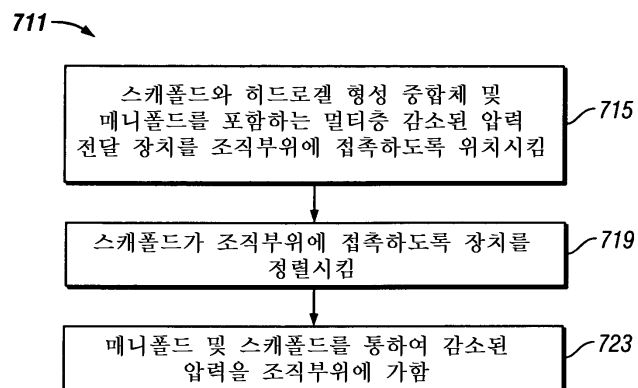 711
스캐폴드와 히드로겔 형성 중합체 및
매니폴드를 포함하는 멀티층 감소된 압력
전달 장치를 조직부위에 접촉하도록 위치시킴
715
스캐폴드가 조직부위에 접촉하도록 장치를
정렬시킴
719
매니폴드 및 스캐폴드를 통하여 감소된
압력을 조직부위에 가함
723